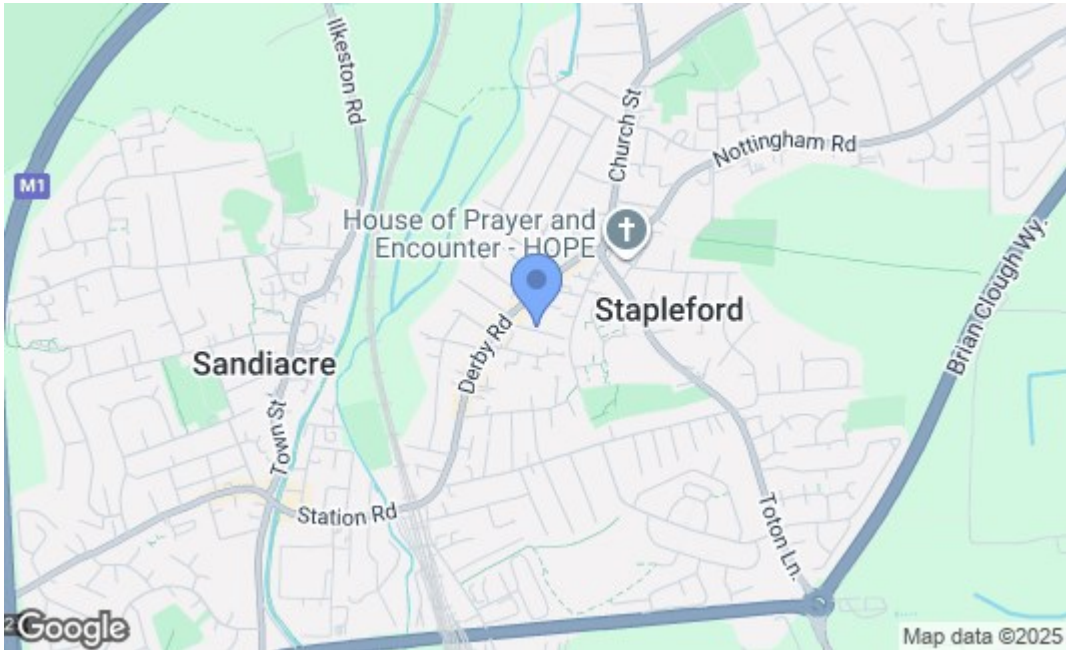 Ilkeston Rd
Church St
Nottingham Rd
M1
House of Prayer and
Encounter - HOPE
Brian Clough Wy.
Stapleford
Derby Rd
Sandiacre
Town St
Toton Ln.
Station Rd
Google
Map data ©2025